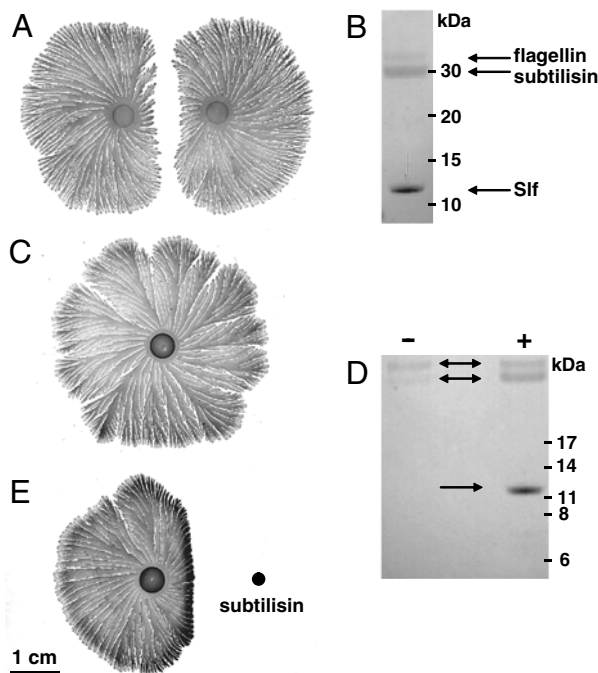 A
B
kDa
flagellin
30
subtilisin
20
15
Slf
10
C
- +
D
kDa
17
14
11
8
6
E
subtilisin
1 cm